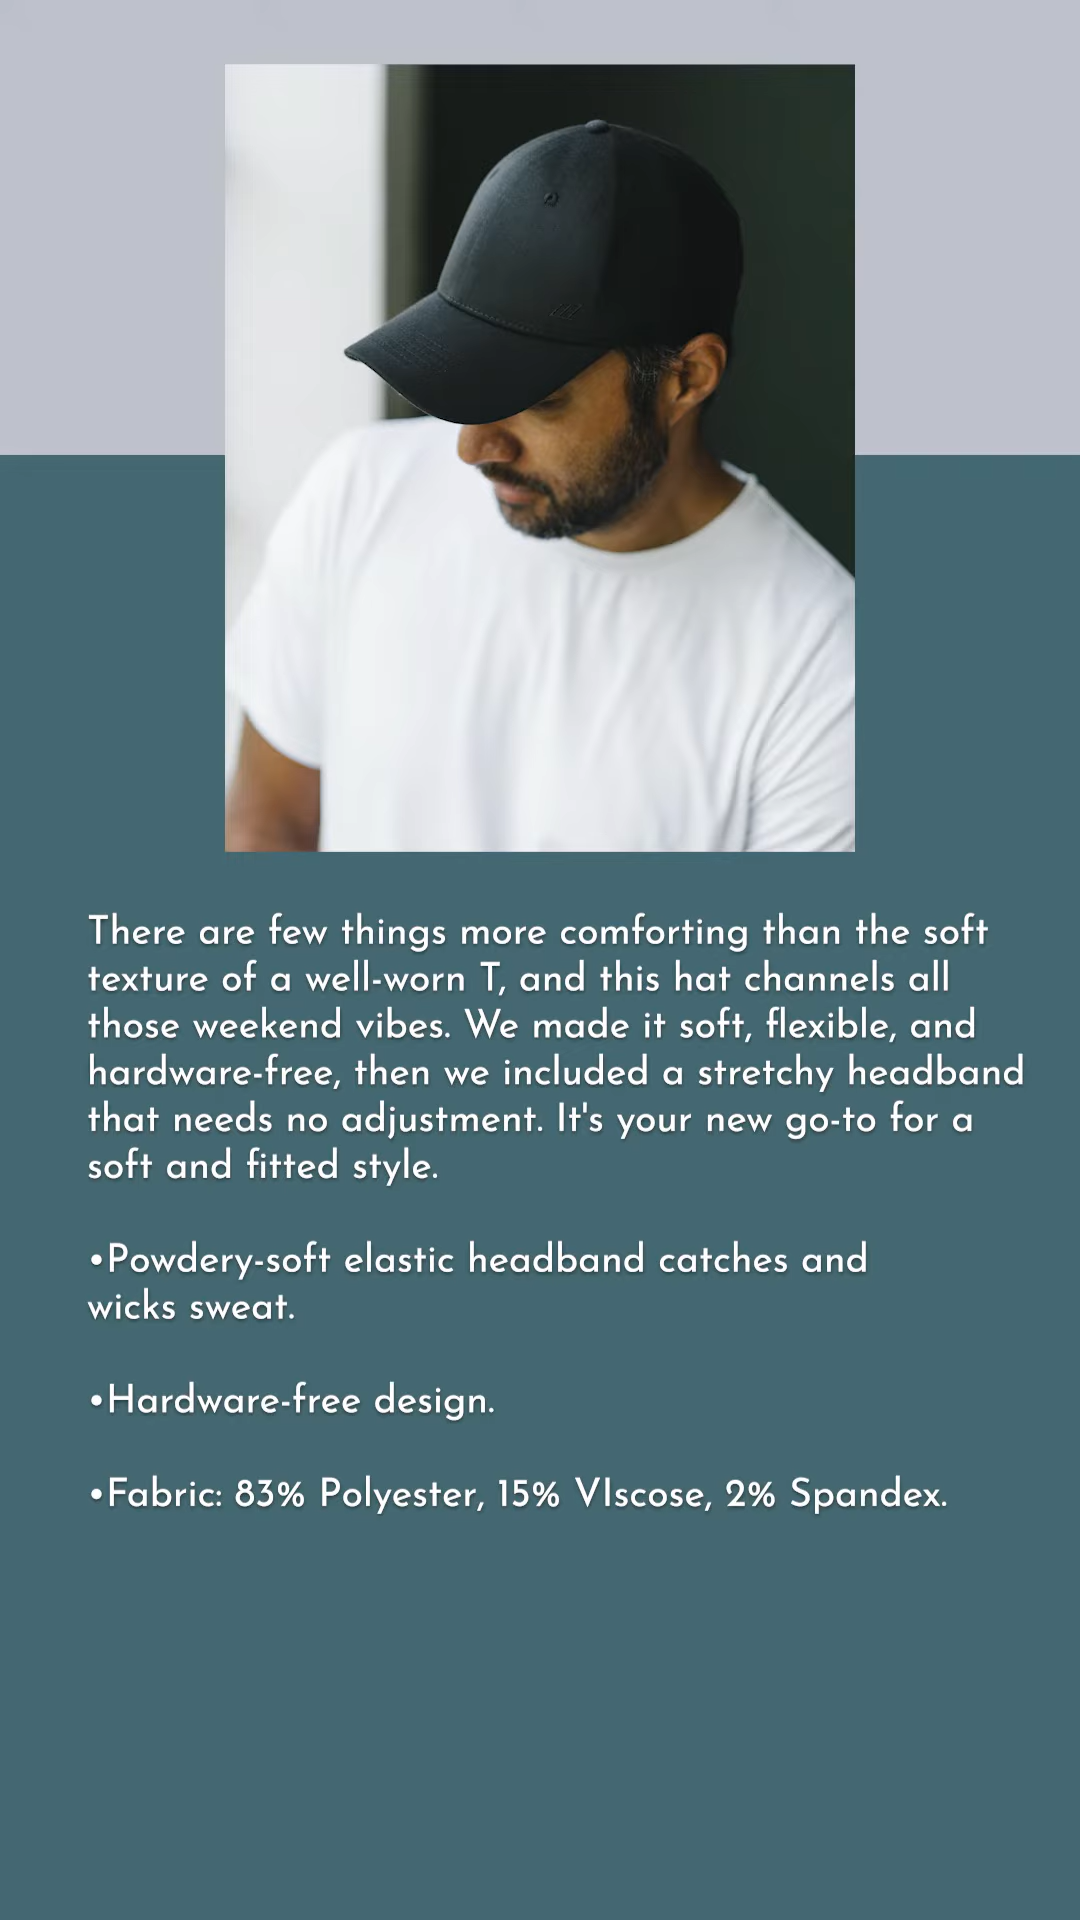 There are few things more comforting than the soft
texture of a well-worn T, and this hat channels all
those weekend vibes. We made it soft, flexible, and
hardware-free, then we included a stretchy headband
that needs no adjustment. It's your new go-to for a
soft and fitted style.
•Powdery-soft elastic headband catches and
wicks sweat.
•Hardware-free design.
•Fabric: 83% Polyester, 15% VIscose, 2% Spandex.